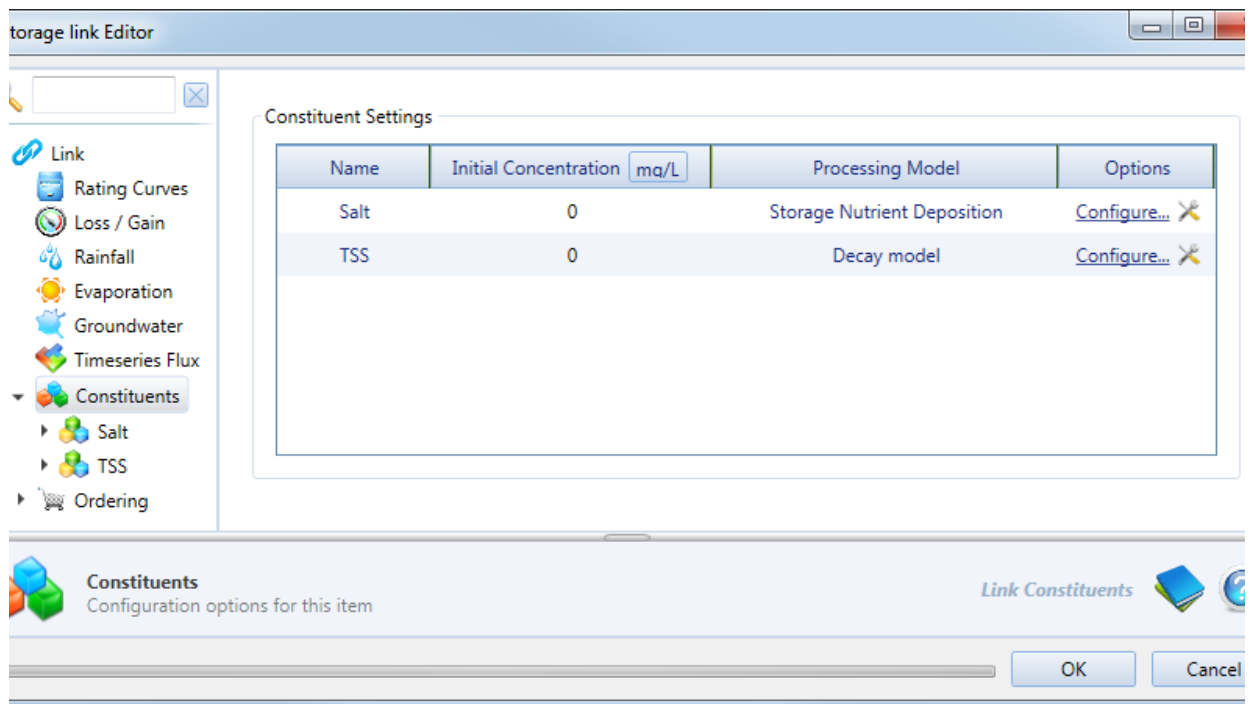 torage link Editor
Link
Rating Curves
Loss / Gain
Rainfall
Evaporation
Groundwater
Timeseries Flux
Constituents
Salt
TSS
Ordering
Constituent Settings
Name Initial Concentration mg/L Processing Model Options
Salt 0 Storage Nutrient Deposition Configure...
TSS 0 Decay model Configure...
Constituents
Configuration options for this item
Link Constituents
OK Cancel